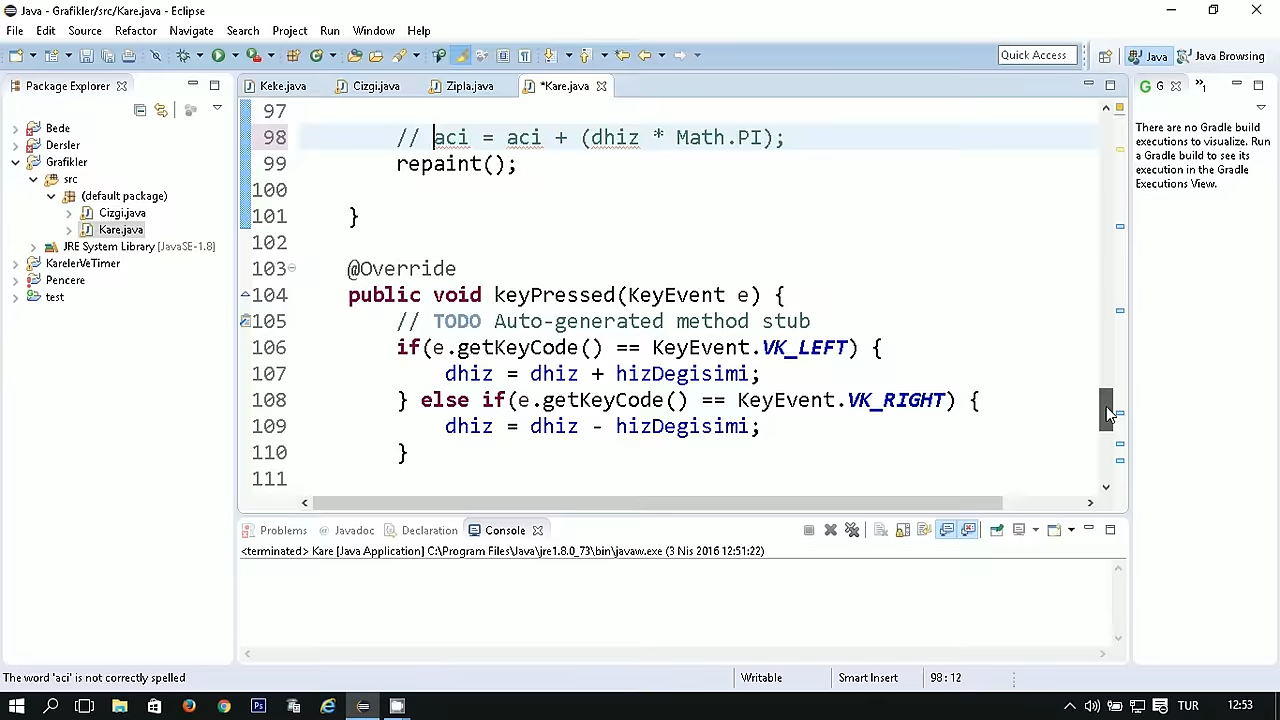 Java - Grafikler/src/Kare.java - Eclipse
File Edit Source Refactor Navigate Search Project Run Window Help
Quick Access
Java
Java Browsing
Package Explorer
Keke.java
Cizgi.java
Zipla.java
*Kare.java
G
1
Bede
Dersler
Grafikler
src
(default package)
Cizgi.java
Kare.java
JRE System Library [JavaSE-1.8]
KarelerVeTimer
Pencere
test
97
98 // aci = aci + (dhiz * Math.PI);
99 repaint();
100
101 }
102
103 @Override
104 public void keyPressed(KeyEvent e) {
105 // TODO Auto-generated method stub
106 if(e.getKeyCode() == KeyEvent.VK_LEFT) {
107 dhiz = dhiz + hizDegisimi;
108 } else if(e.getKeyCode() == KeyEvent.VK_RIGHT) {
109 dhiz = dhiz - hizDegisimi;
110 }
111
There are no Gradle build
executions to visualize. Run
a Gradle build to see its
execution in the Gradle
Executions View.
Problems @ Javadoc Declaration Console
<terminated> Kare [Java Application] C:\Program Files\Java\jre1.8.0_73\bin\javaw.exe (3 Nis 2016 12:51:22)
The word 'aci' is not correctly spelled
Writable
Smart Insert
98:12
Ps
TUR
12:53